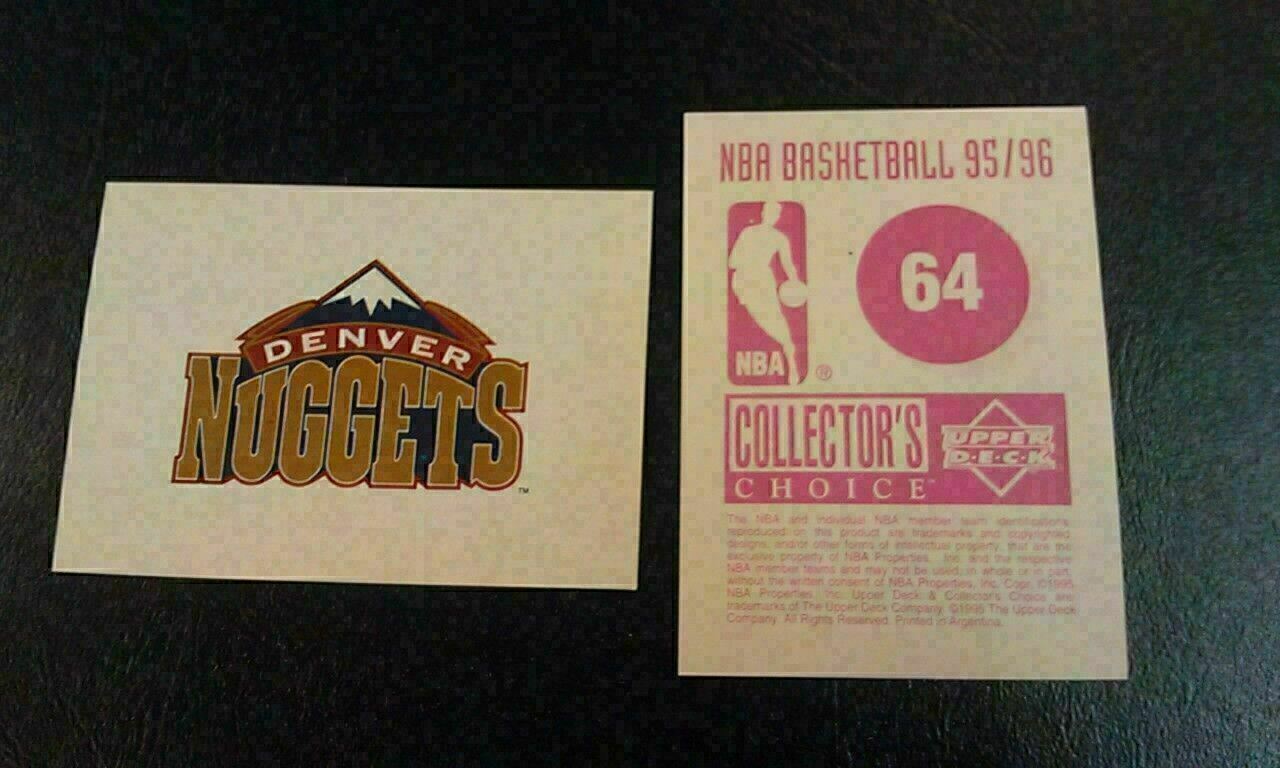 DENVER
NUGGETS
™
NBA BASKETBALL 95/96
64
NBA
®
COLLECTOR'S
CHOICE™
UPPER
D·E·C·K
The NBA and individual NBA member team identifications
reproduced on this product are trademarks and copyrighted
designs, and/or other forms of intellectual property, that are the
exclusive property of NBA Properties, Inc. and the respective
NBA member teams and may not be used, in whole or in part,
without the written consent of NBA Properties, Inc. Copr. ©1995
NBA Properties, Inc. Upper Deck & Collector's Choice are
trademarks of The Upper Deck Company. ©1995 The Upper Deck
Company. All Rights Reserved. Printed in Argentina.